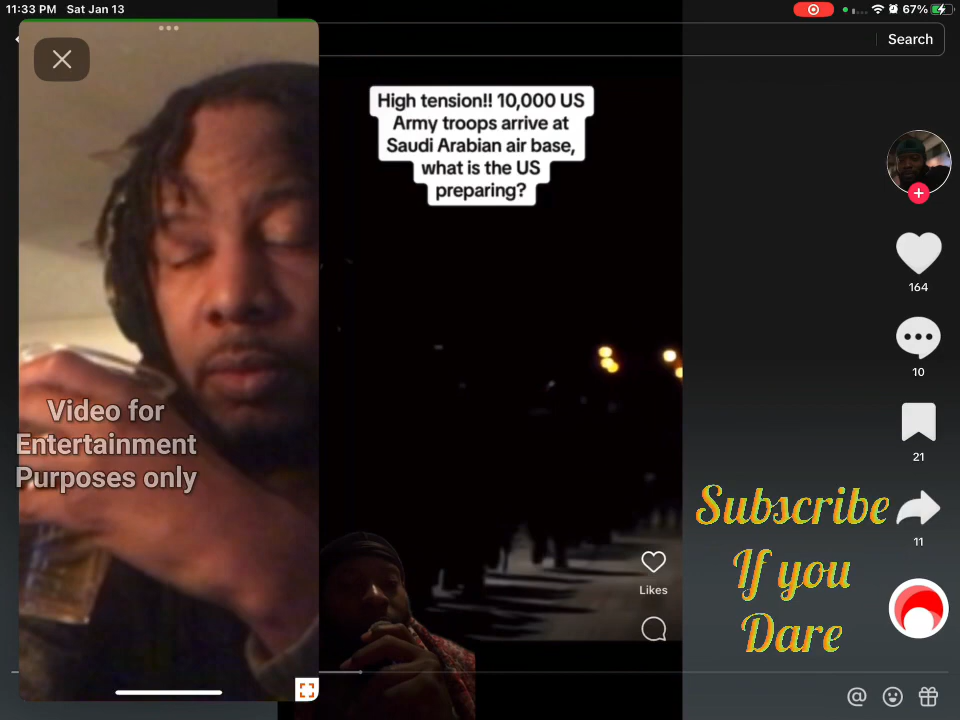 11:33 PM Sat Jan 13
67%
Search
High tension!! 10,000 US
Army troops arrive at
Saudi Arabian air base,
what is the US
preparing?
164
10
21
11
Video for
Entertainment
Purposes only
Likes
Subscribe
If you
Dare
@